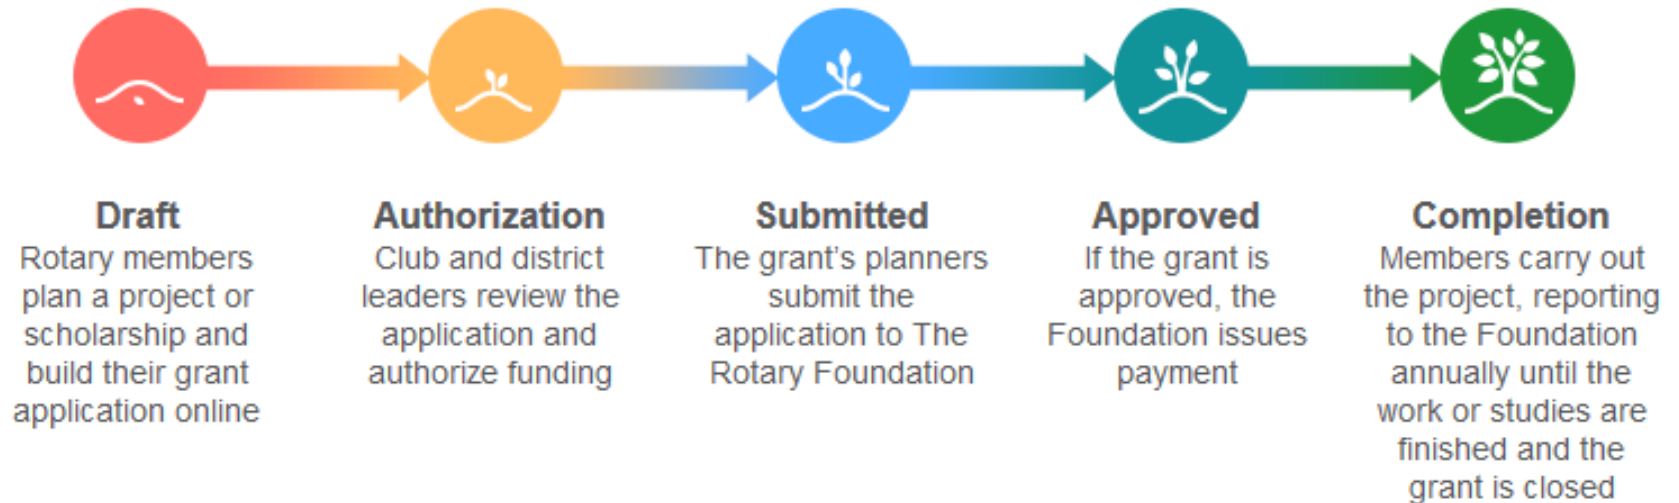 Draft
Rotary members
plan a project or
scholarship and
build their grant
application online
Authorization
Club and district
leaders review the
application and
authorize funding
Submitted
The grant's planners
submit the
application to The
Rotary Foundation
Approved
If the grant is
approved, the
Foundation issues
payment
Completion
Members carry out
the project, reporting
to the Foundation
annually until the
work or studies are
finished and the
grant is closed